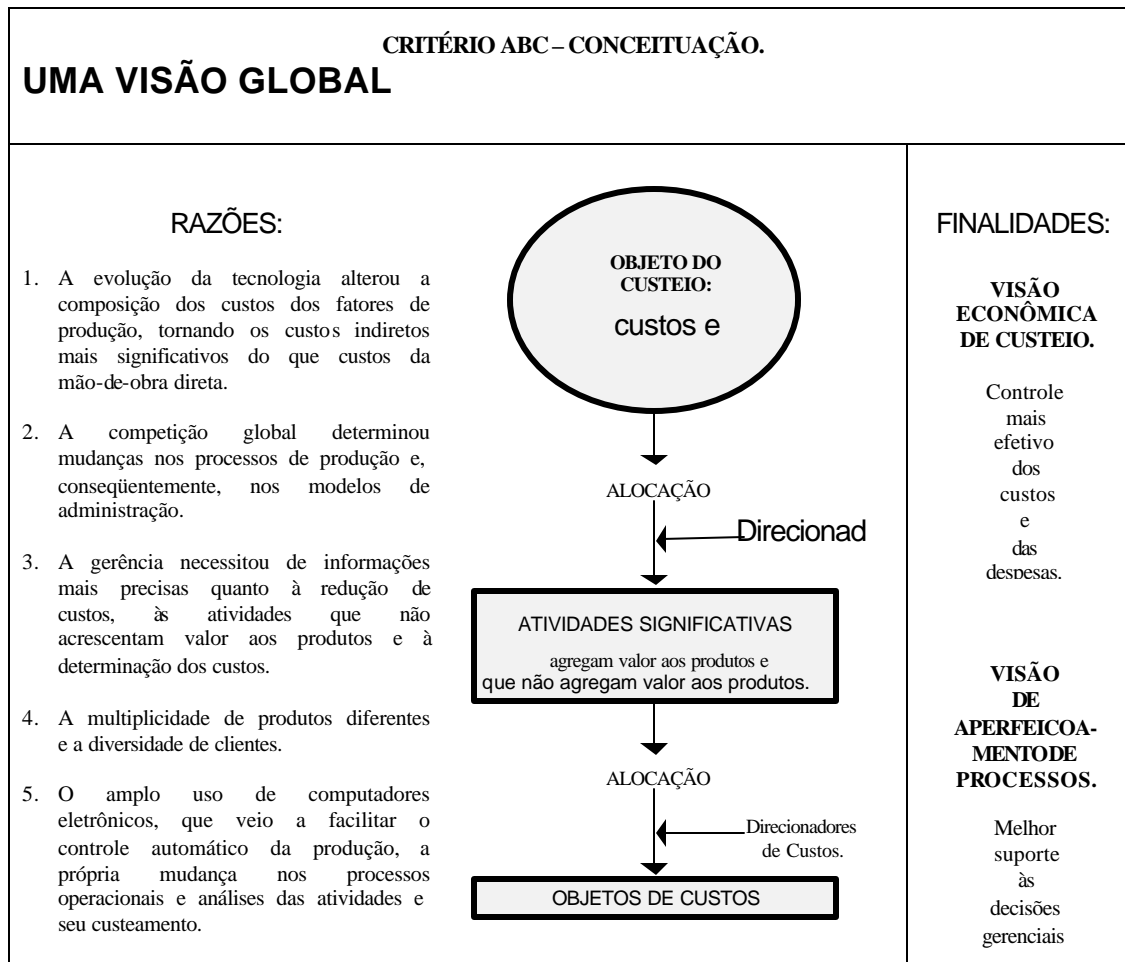 CRITÉRIO ABC – CONCEITUAÇÃO.
UMA VISÃO GLOBAL
RAZÕES:
1. A evolução da tecnologia alterou a
composição dos custos dos fatores de
produção, tornando os custos indiretos
mais significativos do que custos da
mão-de-obra direta.
2. A competição global determinou
mudanças nos processos de produção e,
conseqüentemente, nos modelos de
administração.
3. A gerência necessitou de informações
mais precisas quanto à redução de
custos, às atividades que não
acrescentam valor aos produtos e à
determinação dos custos.
4. A multiplicidade de produtos diferentes
e a diversidade de clientes.
5. O amplo uso de computadores
eletrônicos, que veio a facilitar o
controle automático da produção, a
própria mudança nos processos
operacionais e análises das atividades e
seu custeamento.
OBJETO DO
CUSTEIO:
custos e
ALOCAÇÃO
Direcionad
ATIVIDADES SIGNIFICATIVAS
agregam valor aos produtos e
que não agregam valor aos produtos.
ALOCAÇÃO
Direcionadores
de Custos.
OBJETOS DE CUSTOS
FINALIDADES:
VISÃO
ECONÔMICA
DE CUSTEIO.
Controle
mais
efetivo
dos
custos
e
das
despesas.
VISÃO
DE
APERFEICOA-
MENTODE
PROCESSOS.
Melhor
suporte
às
decisões
gerenciais